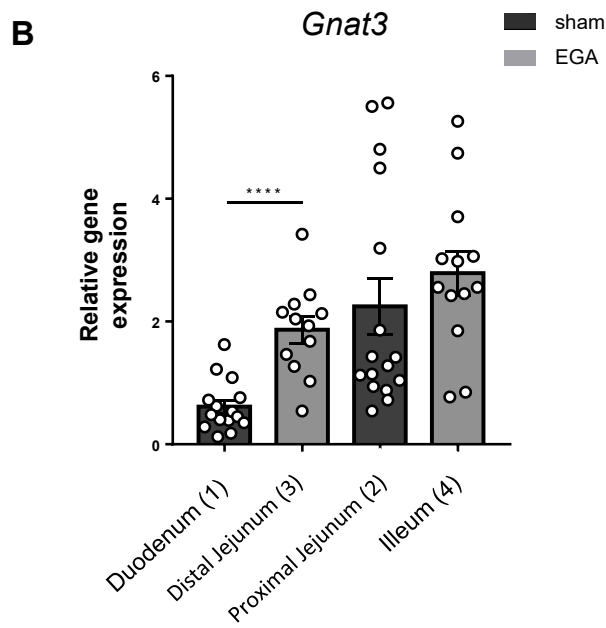 B
Gnat3
sham
EGA
Relative gene
expression
6
4
2
0
****
Duodenum (1)
Distal Jejunum (3)
Proximal Jejunum (2)
Illeum (4)